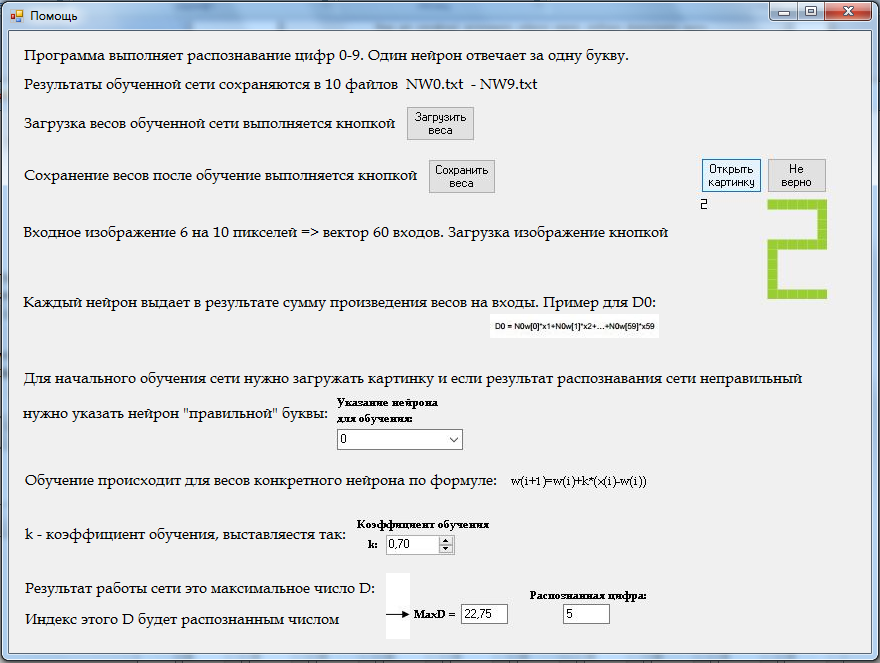 Помощь
Программа выполняет распознавание цифр 0-9. Один нейрон отвечает за одну букву.
Результаты обученной сети сохраняются в 10 файлов NW0.txt - NW9.txt
Загрузка весов обученной сети выполняется кнопкой
Загрузить
веса
Сохранение весов после обучение выполняется кнопкой
Сохранить
веса
Открыть
картинку
Не
верно
2
2
Входное изображение 6 на 10 пикселей => вектор 60 входов. Загрузка изображение кнопкой
Каждый нейрон выдает в результате сумму произведения весов на входы. Пример для D0:
D0 = N0w[0]*x1+N0w[1]*x2+...+N0w[59]*x59
Для начального обучения сети нужно загружать картинку и если результат распознавания сети неправильный
нужно указать нейрон "правильной" буквы:
Указание нейрона
для обучения:
0
Обучение происходит для весов конкретного нейрона по формуле: w(i+1)=w(i)+k*(x(i)-w(i))
k - коэффициент обучения, выставляестя так:
Коэффициент обучения
k: 0,70
Результат работы сети это максимальное число D:
Индекс этого D будет распознанным числом
MaxD = 22,75
Распознанная цифра:
5